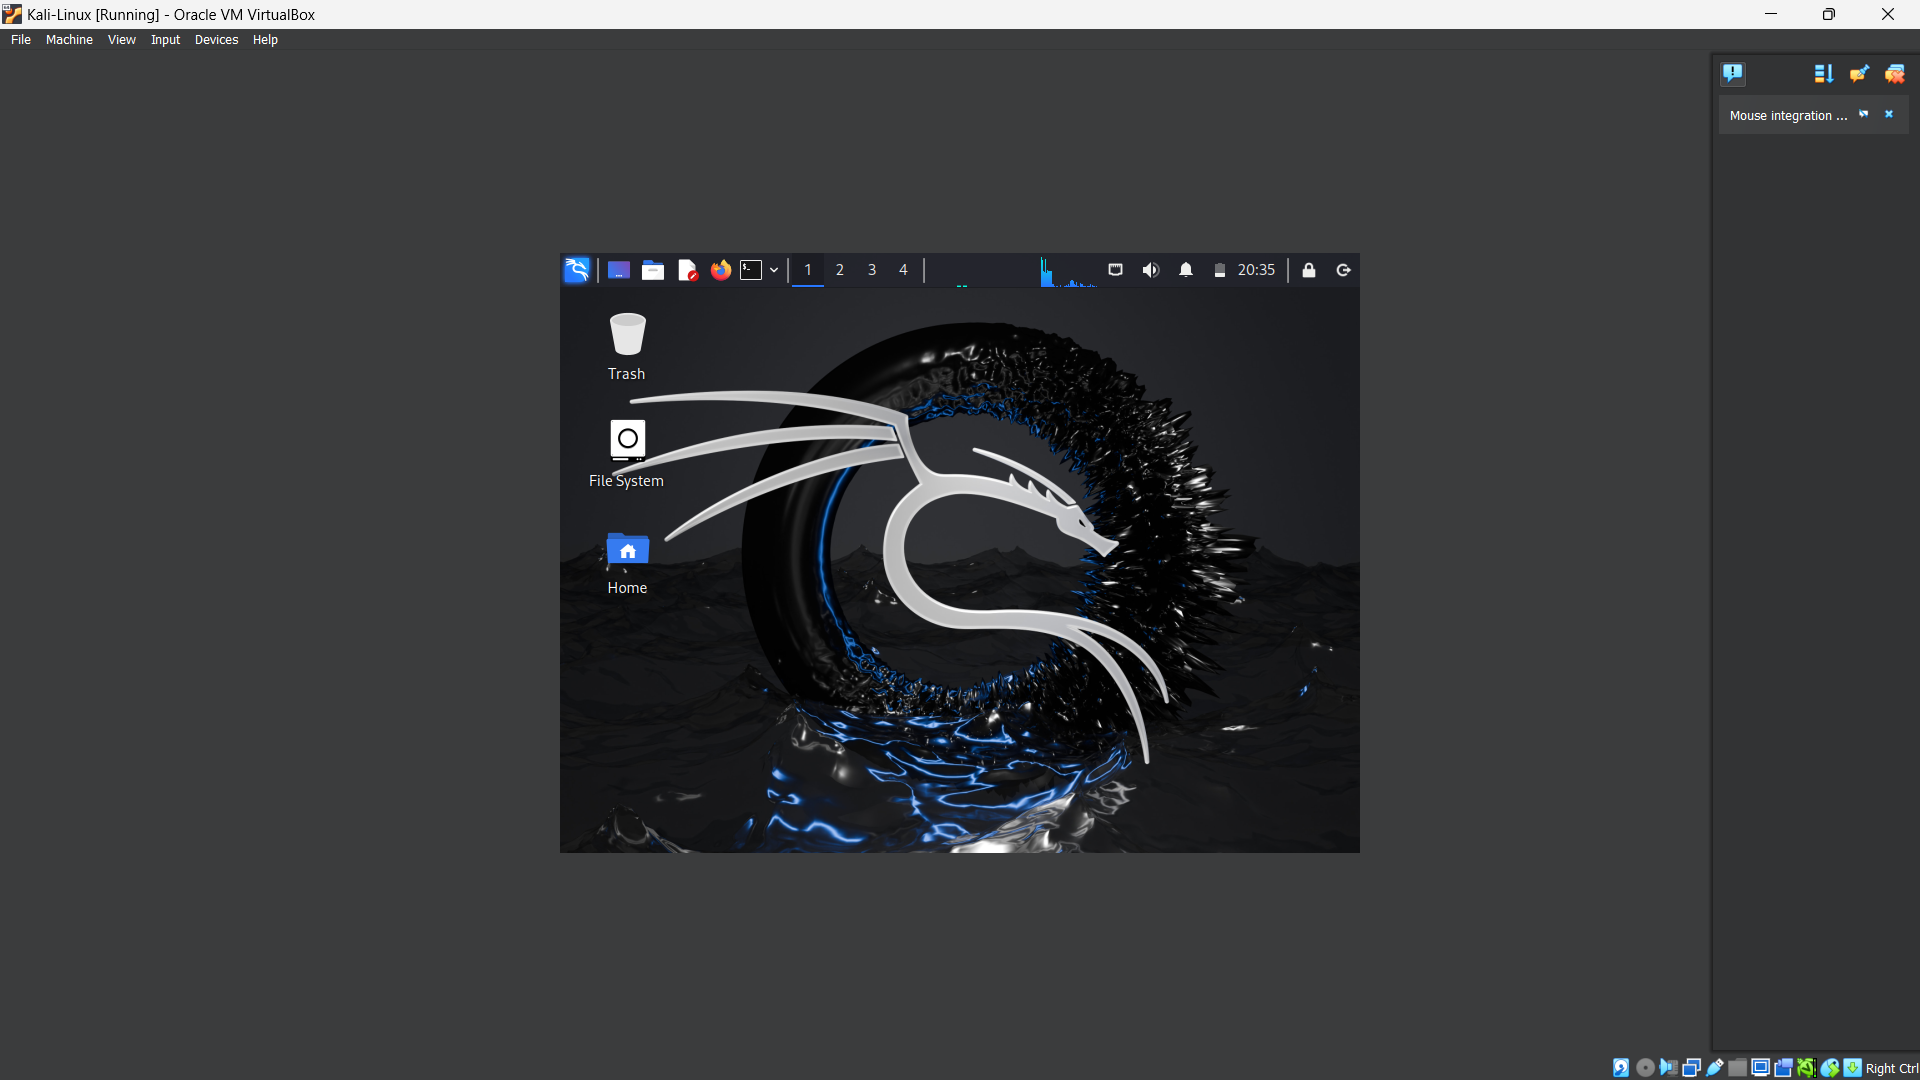 Kali-Linux [Running] - Oracle VM VirtualBox
File Machine View Input Devices Help
Mouse integration ...
1 2 3 4 20:35
Trash
File System
Home
Right Ctrl